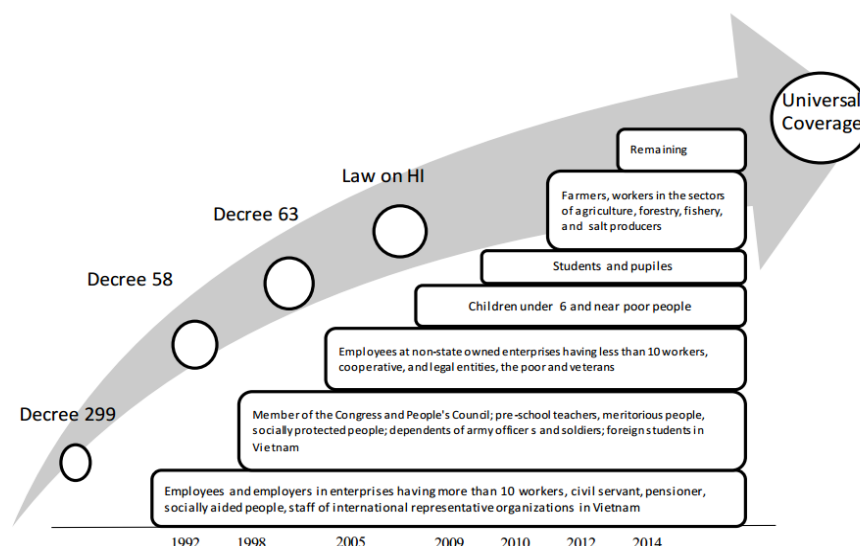 Universal
Coverage
Remaining
Law on HI
Farmers, workers in the sectors
of agriculture, forestry, fishery,
and salt producers
Decree 63
Students and pupiles
Decree 58
Children under 6 and near poor people
Employees at non-state owned enterprises having less than 10 workers,
cooperative, and legal entities, the poor and veterans
Decree 299
Member of the Congress and People's Council; pre-school teachers, meritorious people,
socially protected people; dependents of army officers and soldiers; foreign students in
Vietnam
Employees and employers in enterprises having more than 10 workers, civil servant, pensioner,
socially aided people, staff of international representative organizations in Vietnam
1992 1998 2005 2009 2010 2012 2014